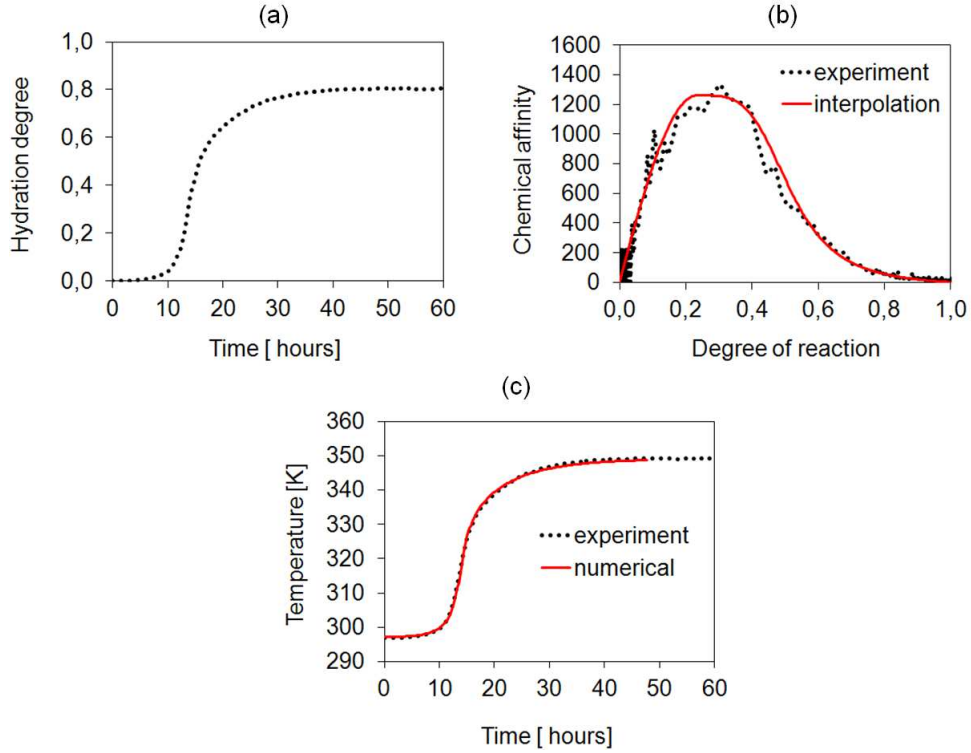 (a)
1,0
0,8
0,6
0,4
0,2
0,0
Hydration degree
0 10 20 30 40 50 60
Time [ hours]
(b)
1600
1400
1200
1000
800
600
400
200
0
Chemical affinity
experiment
interpolation
0,0 0,2 0,4 0,6 0,8 1,0
Degree of reaction
(c)
360
350
340
330
320
310
300
290
Temperature [K]
experiment
numerical
0 10 20 30 40 50 60
Time [ hours]